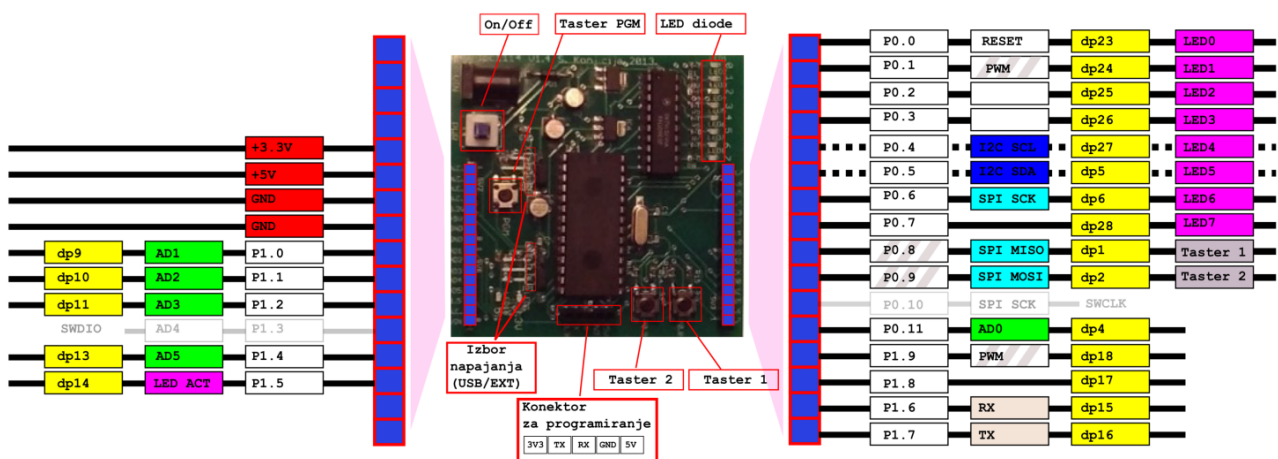 On/Off Taster PGM LED diode
+3.3V
+5V
GND
GND
dp9 AD1 P1.0
dp10 AD2 P1.1
dp11 AD3 P1.2
SWDIO AD4 P1.3
dp13 AD5 P1.4
dp14 LED ACT P1.5
Izbor
napajanja
(USB/EXT)
Taster 2 Taster 1
Konektor
za programiranje
3V3 TX RX GND 5V
P0.0 RESET dp23 LED0
P0.1 PWM dp24 LED1
P0.2 dp25 LED2
P0.3 dp26 LED3
P0.4 I2C SCL dp27 LED4
P0.5 I2C SDA dp5 LED5
P0.6 SPI SCK dp6 LED6
P0.7 dp28 LED7
P0.8 SPI MISO dp1 Taster 1
P0.9 SPI MOSI dp2 Taster 2
P0.10 SPI SCK SWCLK
P0.11 AD0 dp4
P1.9 PWM dp18
P1.8 dp17
P1.6 RX dp15
P1.7 TX dp16